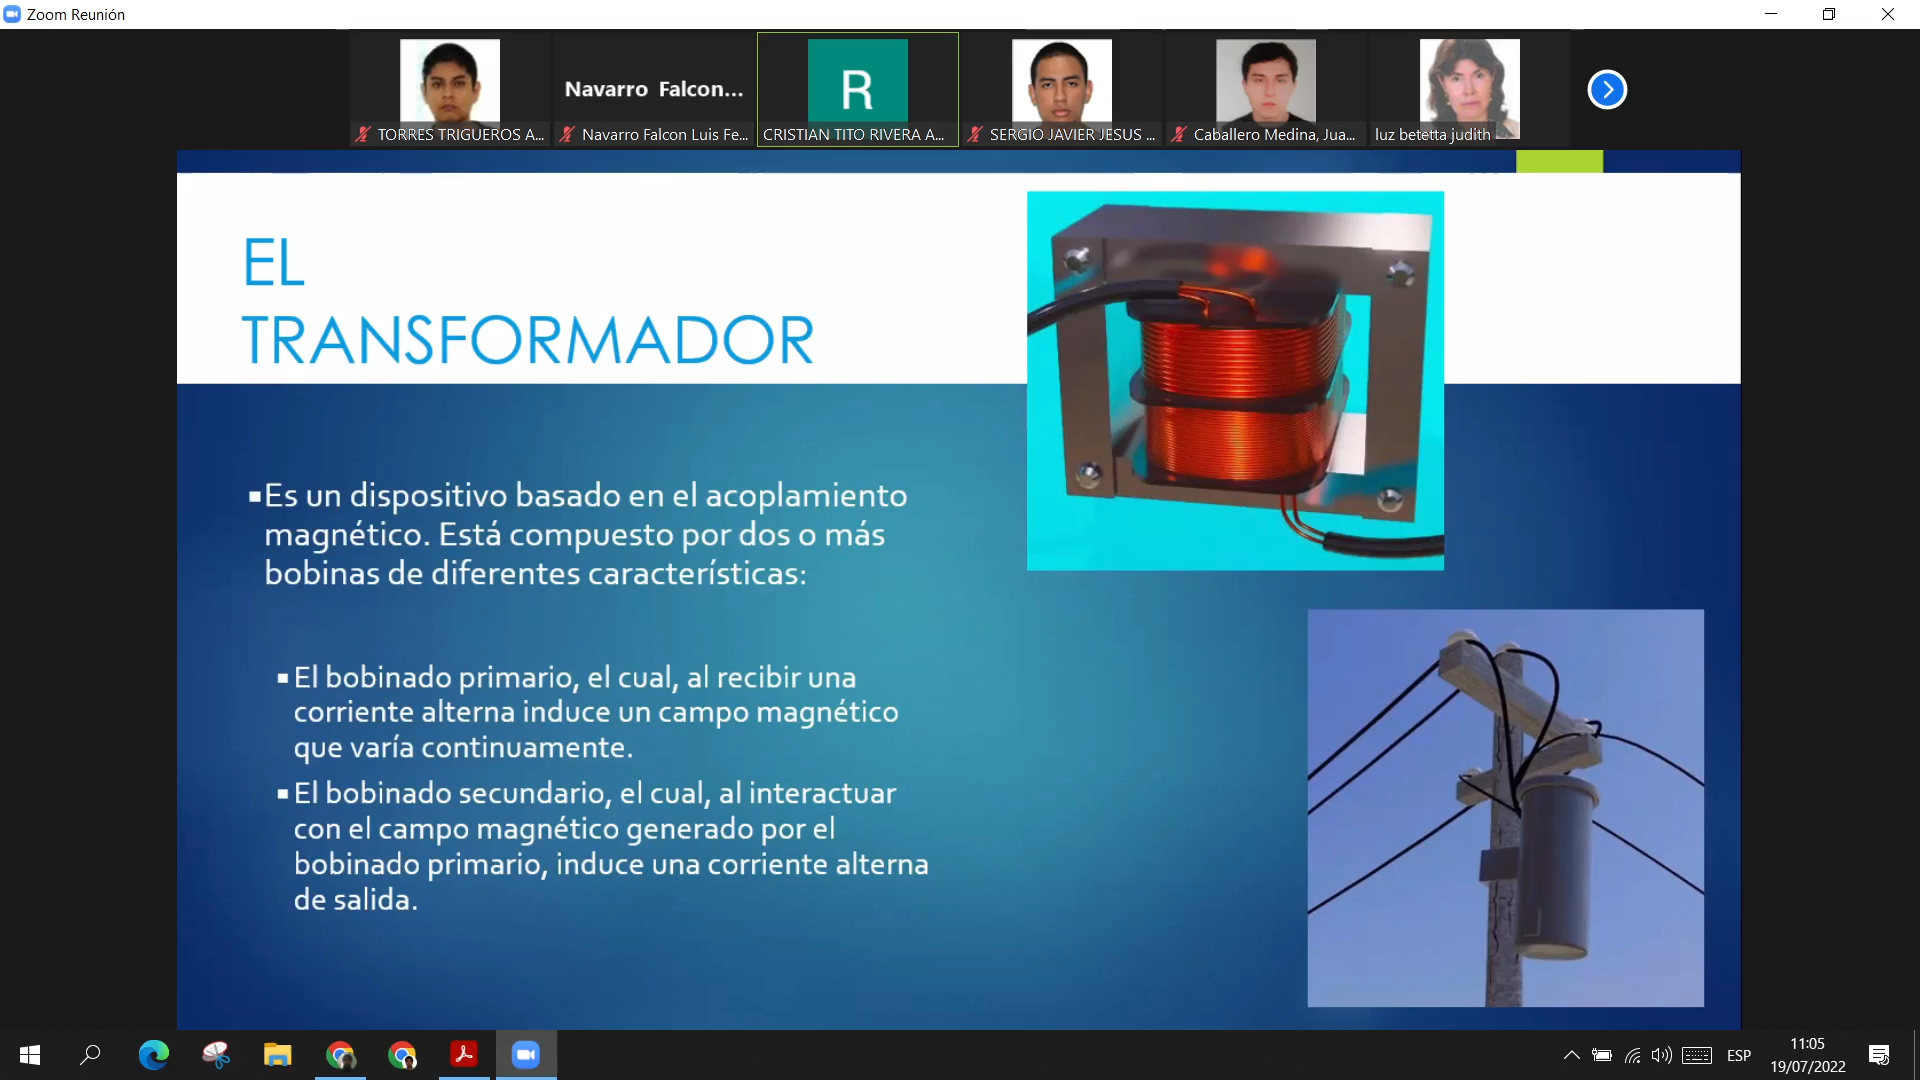 Zoom Reunión
Navarro Falcon...
R
TORRES TRIGUEROS A...
Navarro Falcon Luis Fe...
CRISTIAN TITO RIVERA A...
SERGIO JAVIER JESUS ...
Caballero Medina, Jua...
luz betetta judith
EL
TRANSFORMADOR
▪Es un dispositivo basado en el acoplamiento
magnético. Está compuesto por dos o más
bobinas de diferentes características:
▪El bobinado primario, el cual, al recibir una
corriente alterna induce un campo magnético
que varía continuamente.
▪El bobinado secundario, el cual, al interactuar
con el campo magnético generado por el
bobinado primario, induce una corriente alterna
de salida.
ESP
11:05
19/07/2022